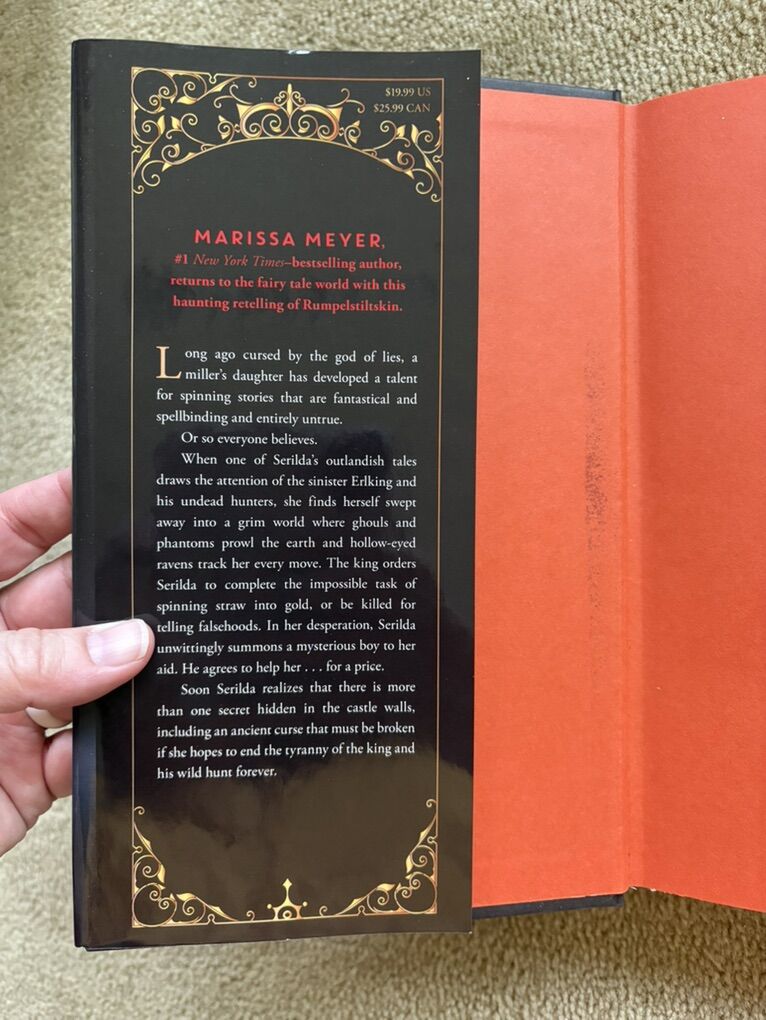 $19.99 US
$25.99 CAN
MARISSA MEYER,
#1 New York Times–bestselling author,
returns to the fairy tale world with this
haunting retelling of Rumpelstiltskin.
Long ago cursed by the god of lies, a
miller's daughter has developed a talent
for spinning stories that are fantastical and
spellbinding and entirely untrue.
Or so everyone believes.
When one of Serilda's outlandish tales
draws the attention of the sinister Erlking and
his undead hunters, she finds herself swept
away into a grim world where ghouls and
phantoms prowl the earth and hollow-eyed
ravens track her every move. The king orders
Serilda to complete the impossible task of
spinning straw into gold, or be killed for
telling falsehoods. In her desperation, Serilda
unwittingly summons a mysterious boy to her
aid. He agrees to help her . . . for a price.
Soon Serilda realizes that there is more
than one secret hidden in the castle walls,
including an ancient curse that must be broken
if she hopes to end the tyranny of the king and
his wild hunt forever.